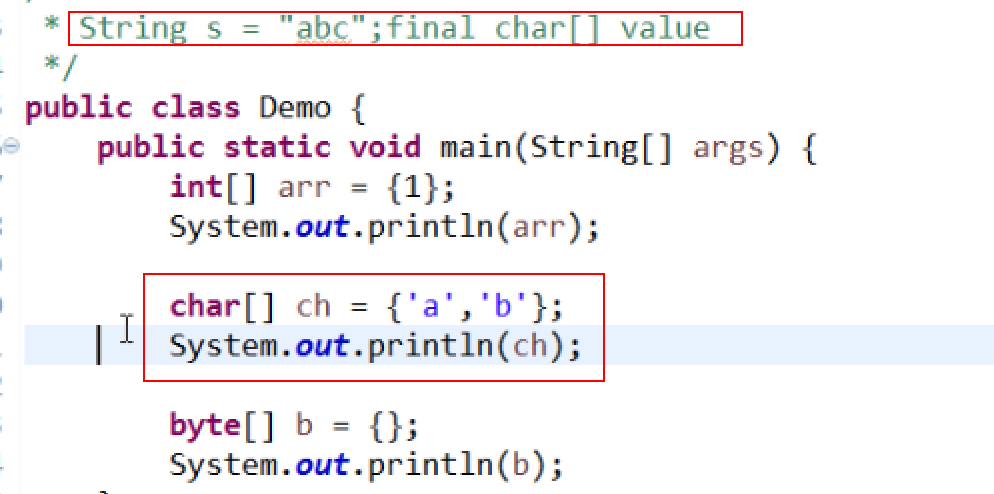 * String s = "abc";final char[] value
*/
public class Demo {
public static void main(String[] args) {
int[] arr = {1};
System.out.println(arr);
char[] ch = {'a','b'};
System.out.println(ch);
byte[] b = {};
System.out.println(b);